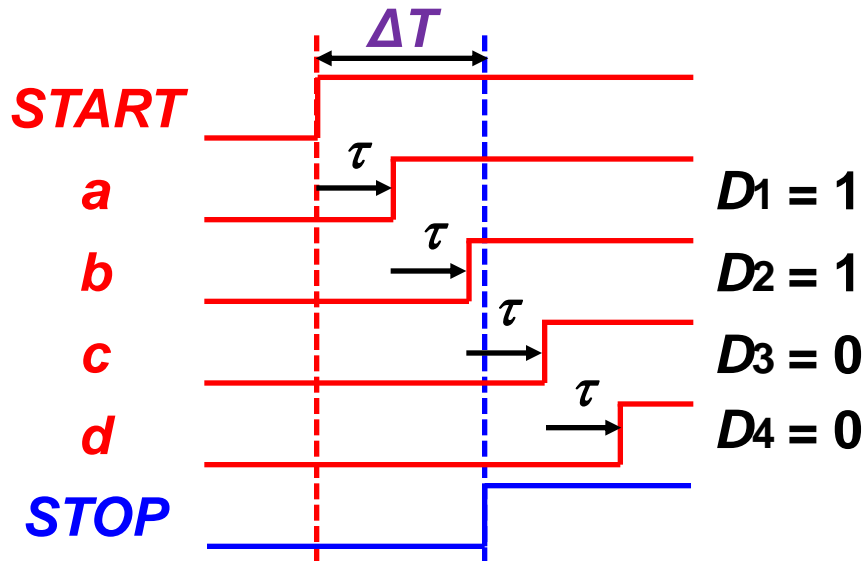 ΔT
START
τ
a
D1 = 1
τ
b
D2 = 1
τ
c
D3 = 0
τ
d
D4 = 0
STOP